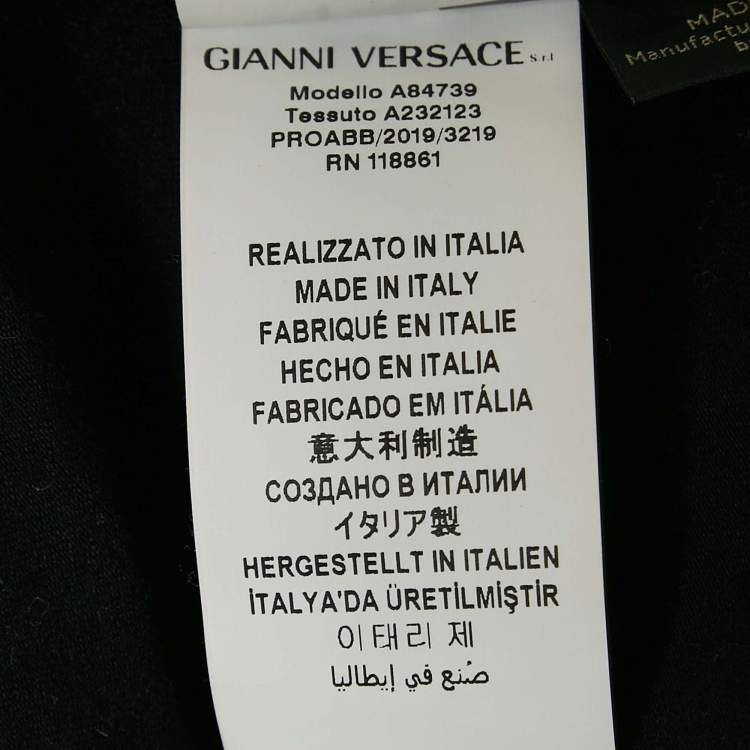 GIANNI VERSACE S.r.l
Modello A84739
Tessuto A232123
PROABB/2019/3219
RN 118861
REALIZZATO IN ITALIA
MADE IN ITALY
FABRIQUÉ EN ITALIE
HECHO EN ITALIA
FABRICADO EM ITÁLIA
意大利制造
СОЗДАНО В ИТАЛИИ
イタリア製
HERGESTELLT IN ITALIEN
İTALYA'DA ÜRETİLMİŞTİR
이태리 제
صُنع في إيطاليا